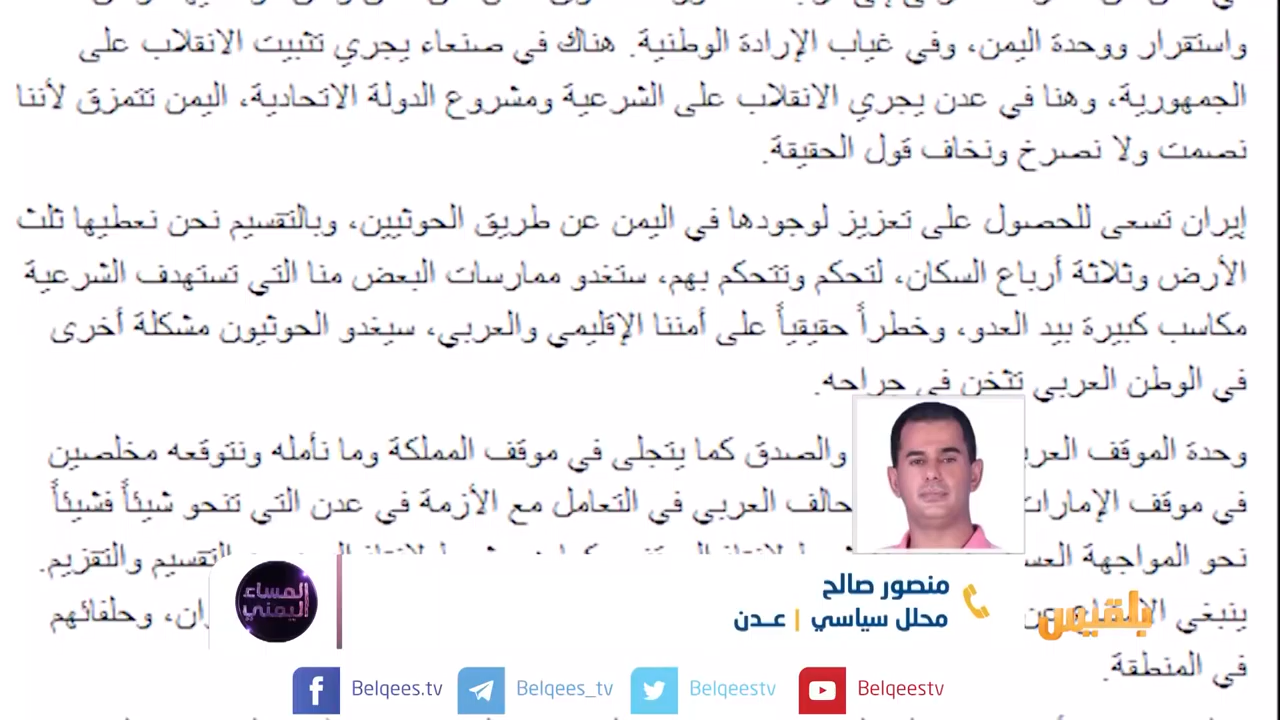 واستقرار ووحدة اليمن، وفي غياب الإرادة الوطنية. هناك في صنعاء يجري تثبيت الانقلاب على
الجمهورية، وهنا في عدن يجري الانقلاب على الشرعية ومشروع الدولة الاتحادية، اليمن تتمزق لأننا
نصمت ولا نصرخ ونخاف قول الحقيقة.
إيران تسعى للحصول على تعزيز لوجودها في اليمن عن طريق الحوثيين، وبالتقسيم نحن نعطيها ثلث
الأرض وثلاثة أرباع السكان، لتحكم وتتحكم بهم، ستغدو ممارسات البعض منا التي تستهدف الشرعية
مكاسب كبيرة بيد العدو، وخطراً حقيقياً على أمننا الإقليمي والعربي، سيغدو الحوثيون مشكلة أخرى
في الوطن العربي تثخن في جراحه.
وحدة الموقف والصدق كما يتجلى في موقف المملكة وما نأمله ونتوقعه مخلصين
في موقف الإمارات العربي في التعامل مع الأزمة في عدن التي تنحو شيئاً فشيئاً
نحو المواجهة والتقزيم.
ينبغي وحلفائهم
في المنطقة.
منصور صالح
محلل سياسي | عدن
بلقيس
المساء
اليمني
Belqees.tv
Belqees_tv
Belqeestv
Belqeestv